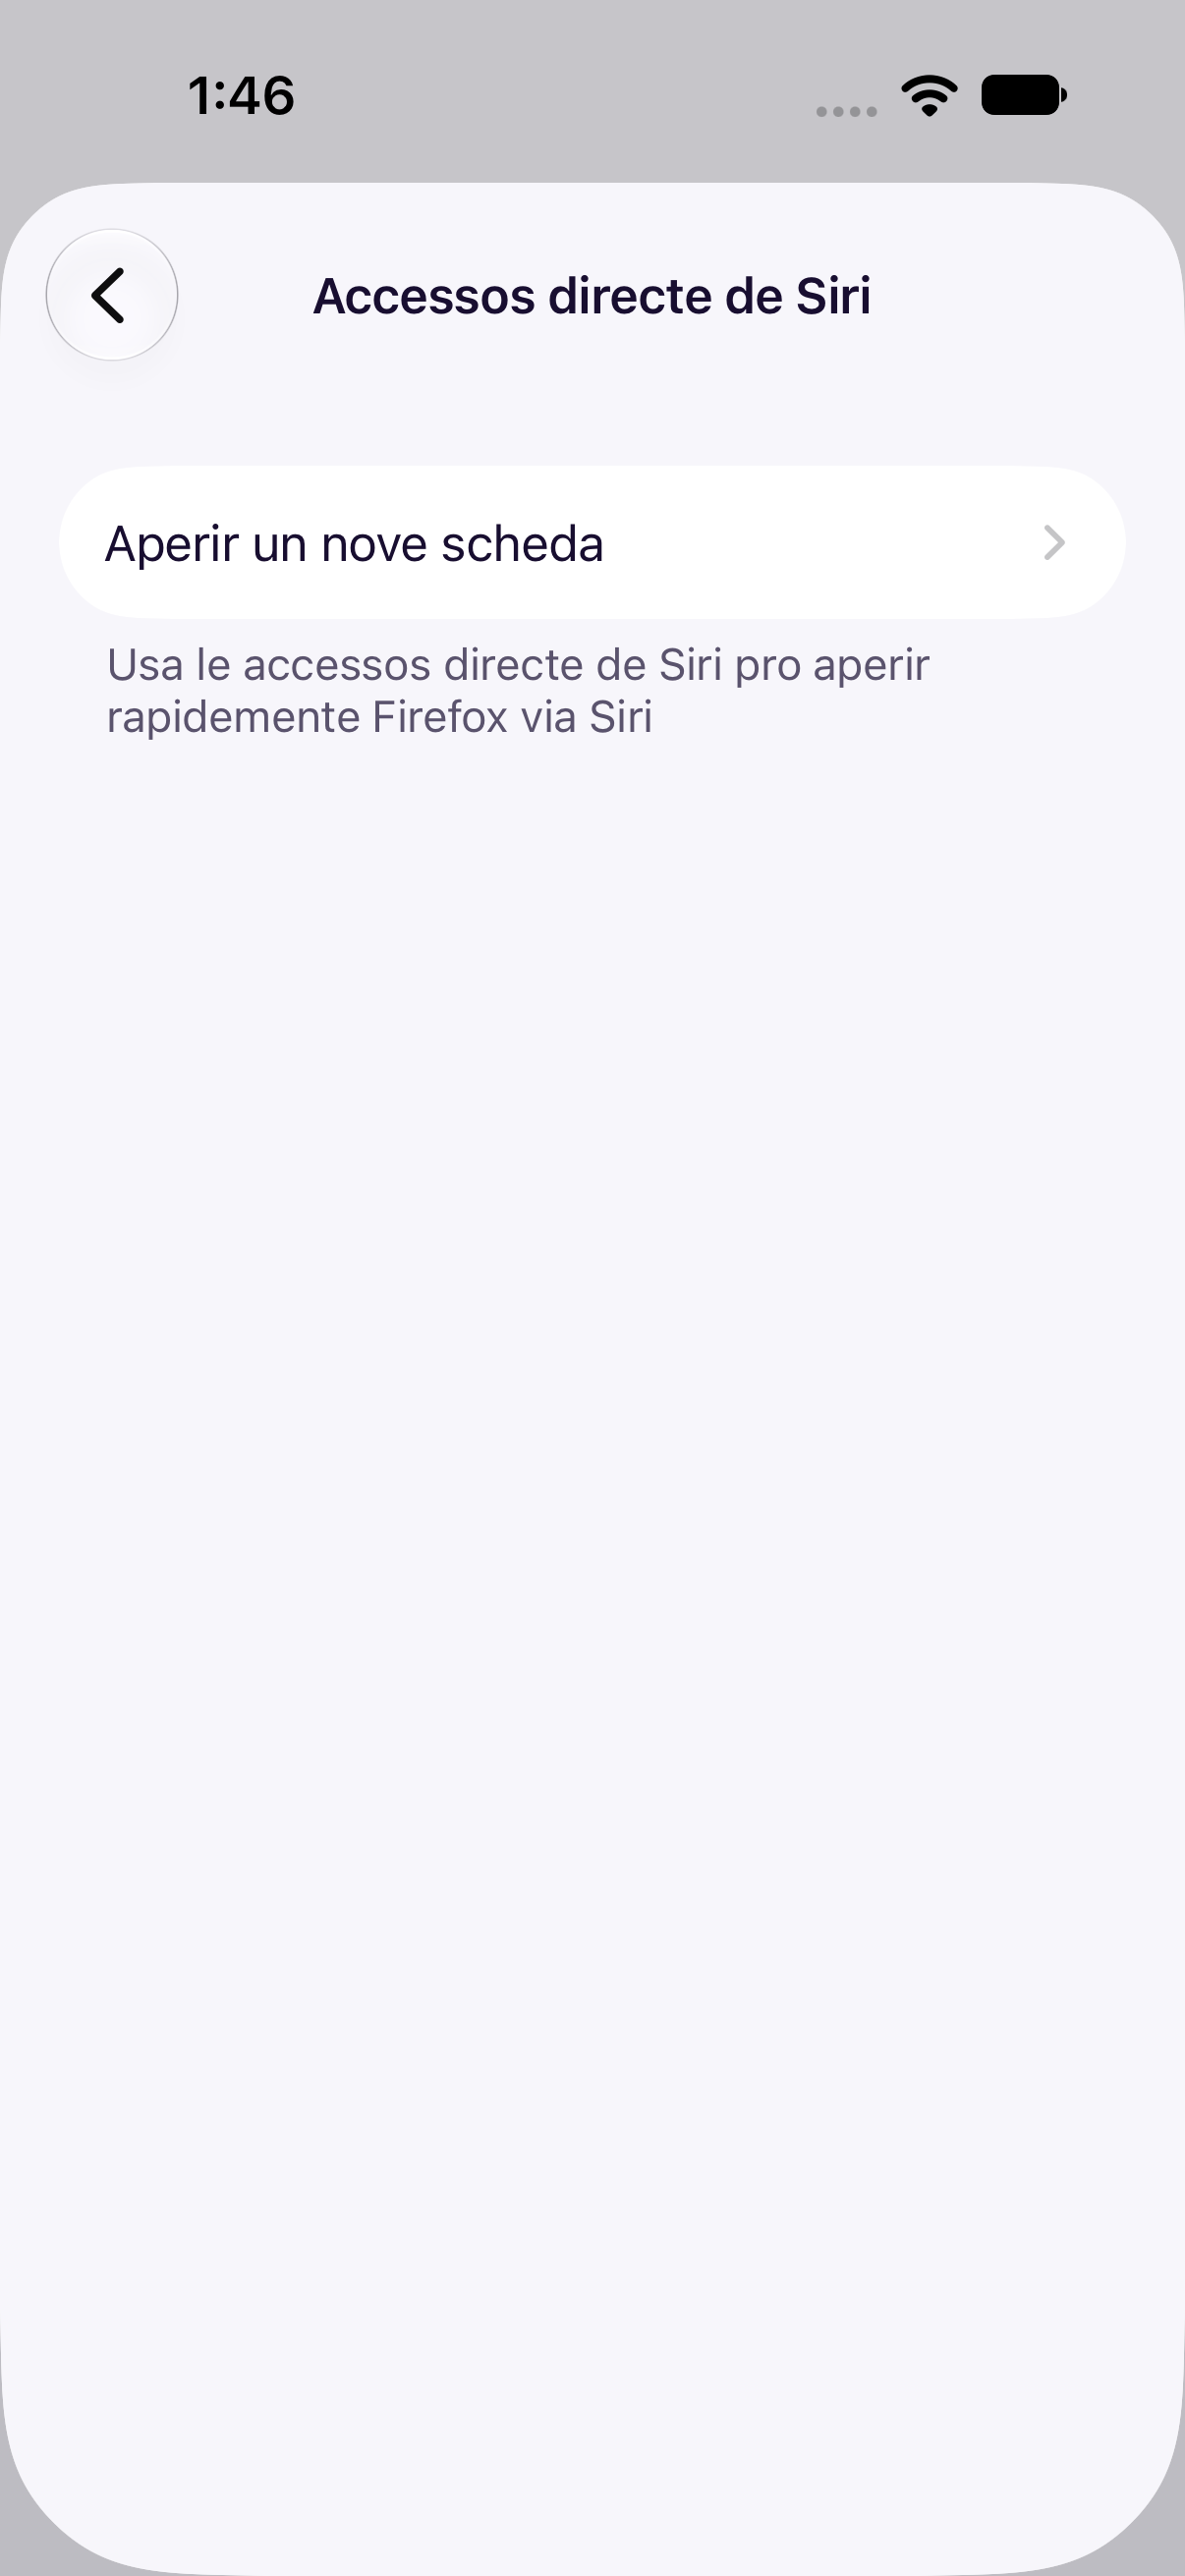 1:46
Accessos directe de Siri
Aperir un nove scheda
Usa le accessos directe de Siri pro aperir
rapidemente Firefox via Siri